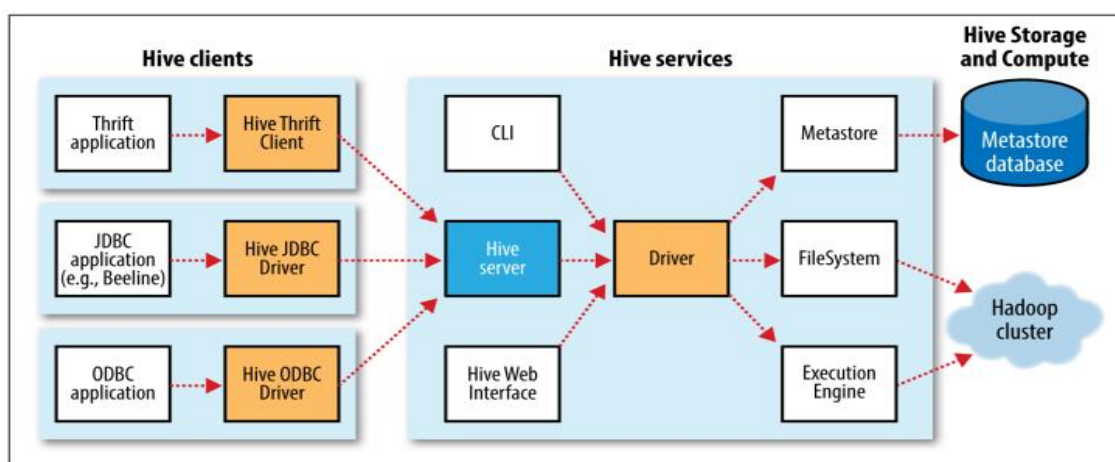 Hive clients
Thrift
application
Hive Thrift
Client
JDBC
application
(e.g., Beeline)
Hive JDBC
Driver
ODBC
application
Hive ODBC
Driver
Hive services
CLI
Hive
server
Hive Web
Interface
Driver
Metastore
FileSystem
Execution
Engine
Hive Storage
and Compute
Metastore
database
Hadoop
cluster